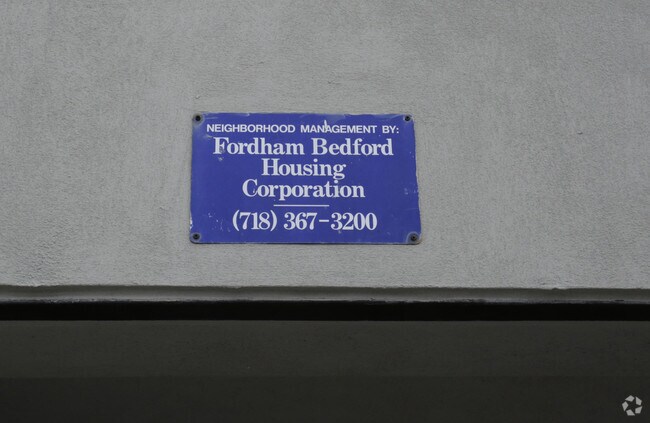 NEIGHBORHOOD MANAGEMENT BY:
Fordham Bedford
Housing
Corporation
(718) 367-3200